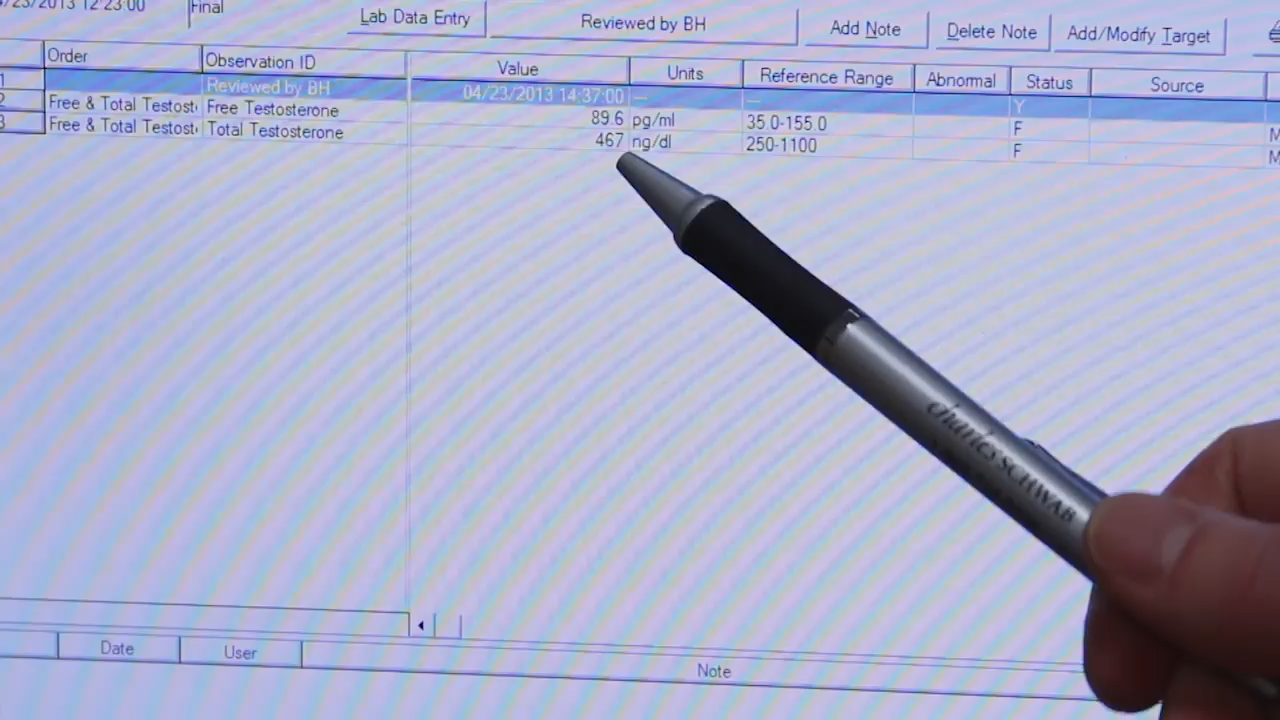 /23/2013 12:23:00 Final Lab Data Entry Reviewed by BH Add Note Delete Note Add/Modify Target
Order Observation ID Value Units Reference Range Abnormal Status Source
1 Reviewed by BH 04/23/2013 14:37:00 --- --- Y
2 Free & Total Testost Free Testosterone 89.6 pg/ml 35.0-155.0 F M
3 Free & Total Testost Total Testosterone 467 ng/dl 250-1100 F M
charles SCHWAB
Date User Note